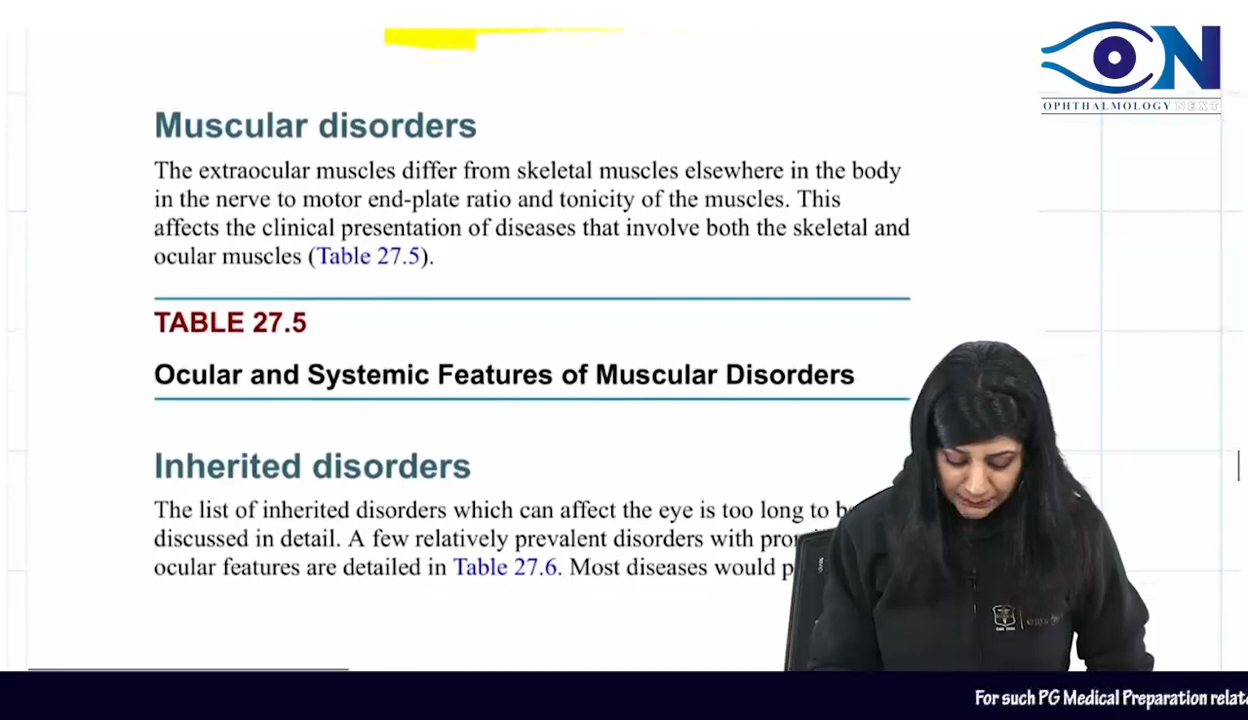 ON
OPHTHALMOLOGY NEXT
Muscular disorders
The extraocular muscles differ from skeletal muscles elsewhere in the body
in the nerve to motor end-plate ratio and tonicity of the muscles. This
affects the clinical presentation of diseases that involve both the skeletal and
ocular muscles (Table 27.5).
TABLE 27.5
Ocular and Systemic Features of Muscular Disorders
Inherited disorders
The list of inherited disorders which can affect the eye is too long to
discussed in detail. A few relatively prevalent disorders with
ocular features are detailed in Table 27.6. Most diseases would
For such PG Medical Preparation relat